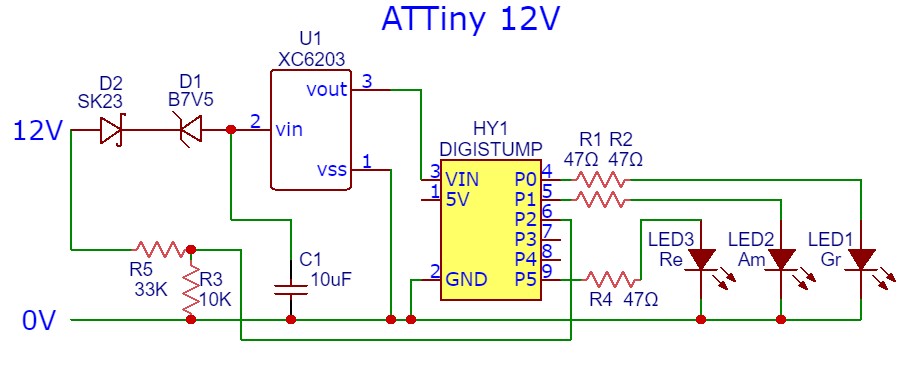 ATTiny 12V
U1
XC6203
D2
SK23
D1
B7V5
vout
3
12V
2
vin
HY1
DIGISTUMP
R1 R2
47Ω 47Ω
vss
1
3
VIN
P0
4
1
5V
P1
5
P2
6
P3
7
P4
8
2
GND
P5
9
LED3
Re
LED2
Am
LED1
Gr
R5
33K
R3
10K
C1
10uF
R4 47Ω
0V